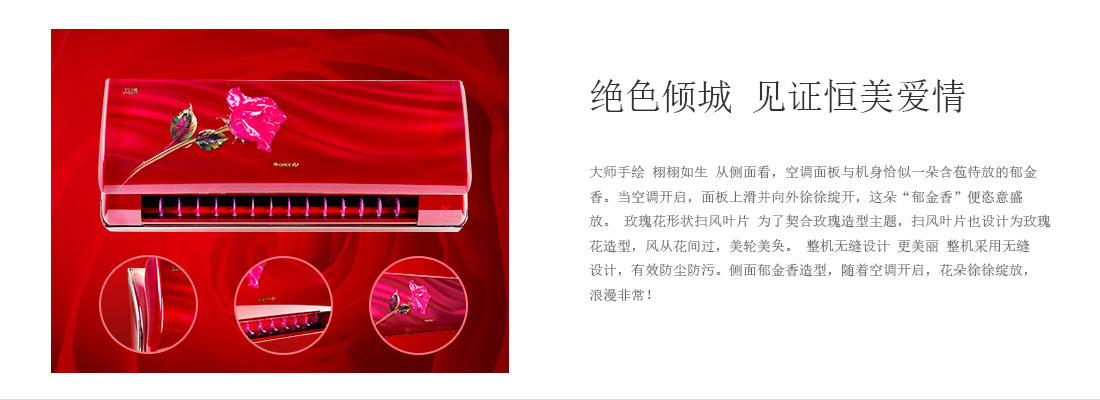 绝色倾城 见证恒美爱情
大师手绘 栩栩如生 从侧面看，空调面板与机身恰似一朵含苞待放的郁金
香。当空调开启，面板上滑并向外徐徐绽开，这朵“郁金香”便恣意盛
放。 玫瑰花形状扫风叶片 为了契合玫瑰造型主题，扫风叶片也设计为玫瑰
花造型，风从花间过，美轮美奂。 整机无缝设计 更美丽 整机采用无缝
设计，有效防尘防污。侧面郁金香造型，随着空调开启，花朵徐徐绽放，
浪漫非常！